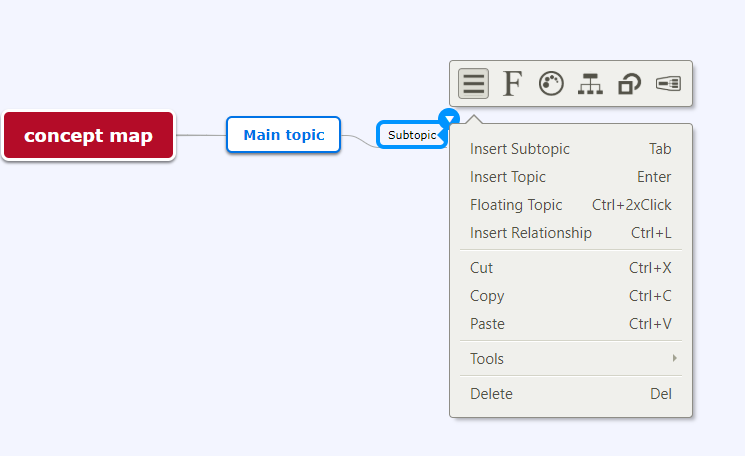 F
concept map
Main topic
Subtopic
Insert Subtopic Tab
Insert Topic Enter
Floating Topic Ctrl+2xClick
Insert Relationship Ctrl+L
Cut Ctrl+X
Copy Ctrl+C
Paste Ctrl+V
Tools
Delete Del